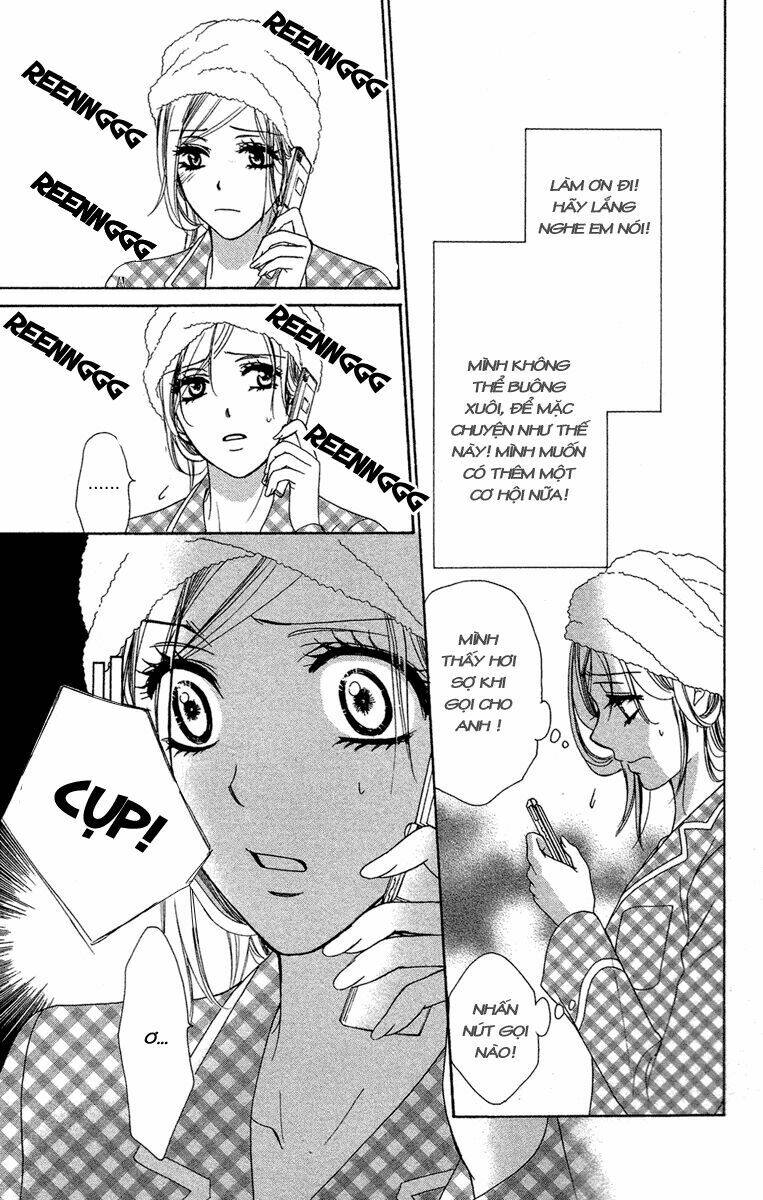 LÀM ƠN ĐI!
HÃY LẮNG
NGHE EM NÓI!
MÌNH KHÔNG
THỂ BUÔNG
XUÔI, ĐỂ MẶC
CHUYỆN NHƯ THẾ
NÀY! MÌNH MUỐN
CÓ THÊM MỘT
CƠ HỘI NỮA!
MÌNH
THẤY HƠI
SỢ KHI
GỌI CHO
ANH !
NHẤN
NÚT GỌI
NÀO!
REENNGGG
REENNGGG
REENNGGG
REENNGGG
REENNGGG
REENNGGG
......
CỤP!
Ơ...